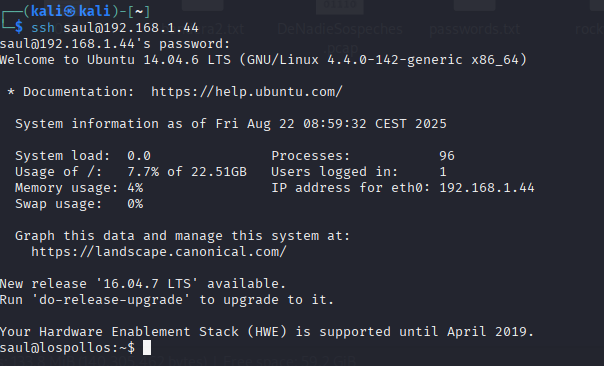 ┌──(kali㉿kali)-[~]
└─$ ssh saul@192.168.1.44
saul@192.168.1.44's password:
Welcome to Ubuntu 14.04.6 LTS (GNU/Linux 4.4.0-142-generic x86_64)
* Documentation:  https://help.ubuntu.com/
System information as of Fri Aug 22 08:59:32 CEST 2025
System load:  0.0               Processes:           96
Usage of /:   7.7% of 22.51GB   Users logged in:     1
Memory usage: 4%                IP address for eth0: 192.168.1.44
Swap usage:   0%
Graph this data and manage this system at:
https://landscape.canonical.com/
New release '16.04.7 LTS' available.
Run 'do-release-upgrade' to upgrade to it.
Your Hardware Enablement Stack (HWE) is supported until April 2019.
saul@lospollos:~$